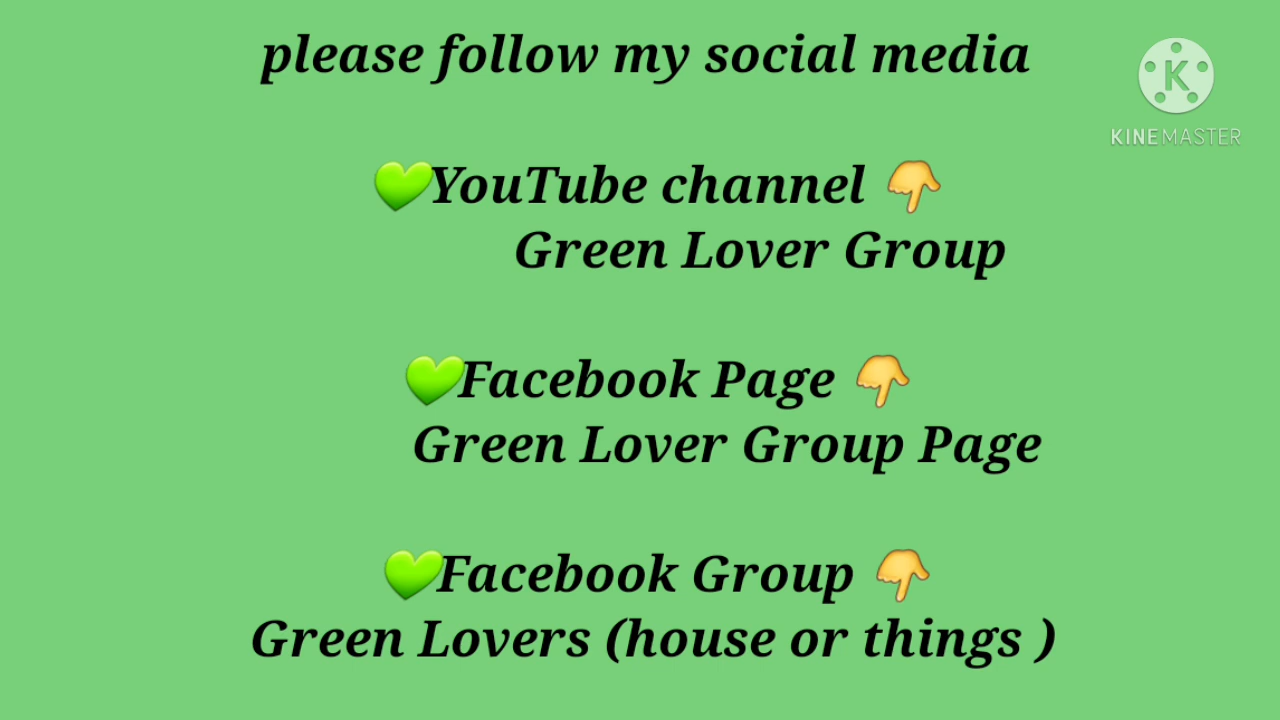 please follow my social media
KINEMASTER
💚YouTube channel 👇
Green Lover Group
💚Facebook Page 👇
Green Lover Group Page
💚Facebook Group 👇
Green Lovers (house or things )